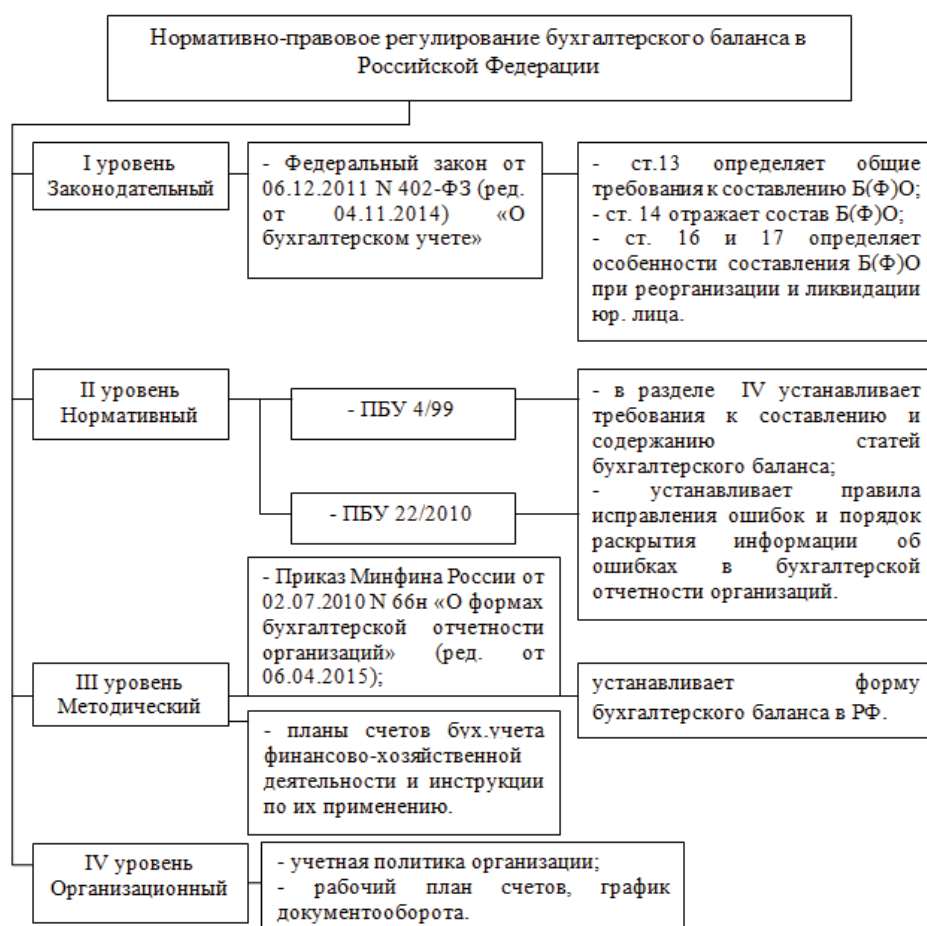 Нормативно-правовое регулирование бухгалтерского баланса в
Российской Федерации
I уровень
Законодательный
- Федеральный закон от
06.12.2011 N 402-ФЗ (ред.
от 04.11.2014) «О
бухгалтерском учете»
- ст.13 определяет общие
требования к составлению Б(Ф)О;
- ст. 14 отражает состав Б(Ф)О;
- ст. 16 и 17 определяет
особенности составления Б(Ф)О
при реорганизации и ликвидации
юр. лица.
II уровень
Нормативный
- ПБУ 4/99
- ПБУ 22/2010
- в разделе IV устанавливает
требования к составлению и
содержанию статей
бухгалтерского баланса;
- устанавливает правила
исправления ошибок и порядок
раскрытия информации об
ошибках в бухгалтерской
отчетности организаций.
III уровень
Методический
- Приказ Минфина России от
02.07.2010 N 66н «О формах
бухгалтерской отчетности
организаций» (ред. от
06.04.2015);
- планы счетов бух.учета
финансово-хозяйственной
деятельности и инструкции
по их применению.
устанавливает форму
бухгалтерского баланса в РФ.
IV уровень
Организационный
- учетная политика организации;
- рабочий план счетов, график
документооборота.